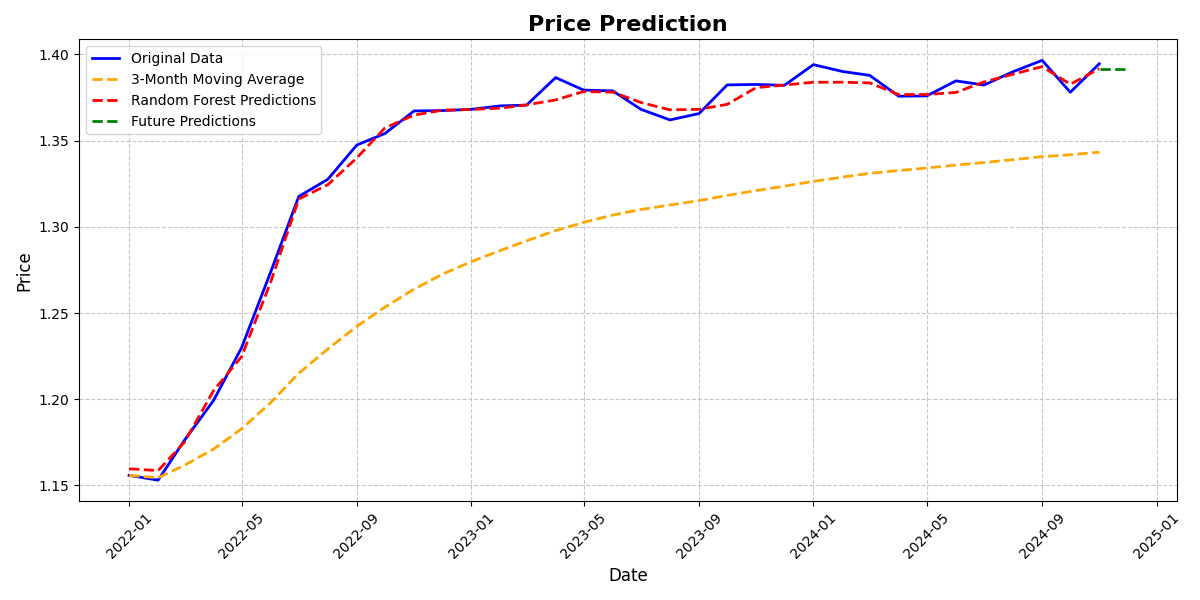 Price Prediction
Original Data
3-Month Moving Average
Random Forest Predictions
Future Predictions
Price
1.40
1.35
1.30
1.25
1.20
1.15
2022-01
2022-05
2022-09
2023-01
2023-05
2023-09
2024-01
2024-05
2024-09
2025-01
Date